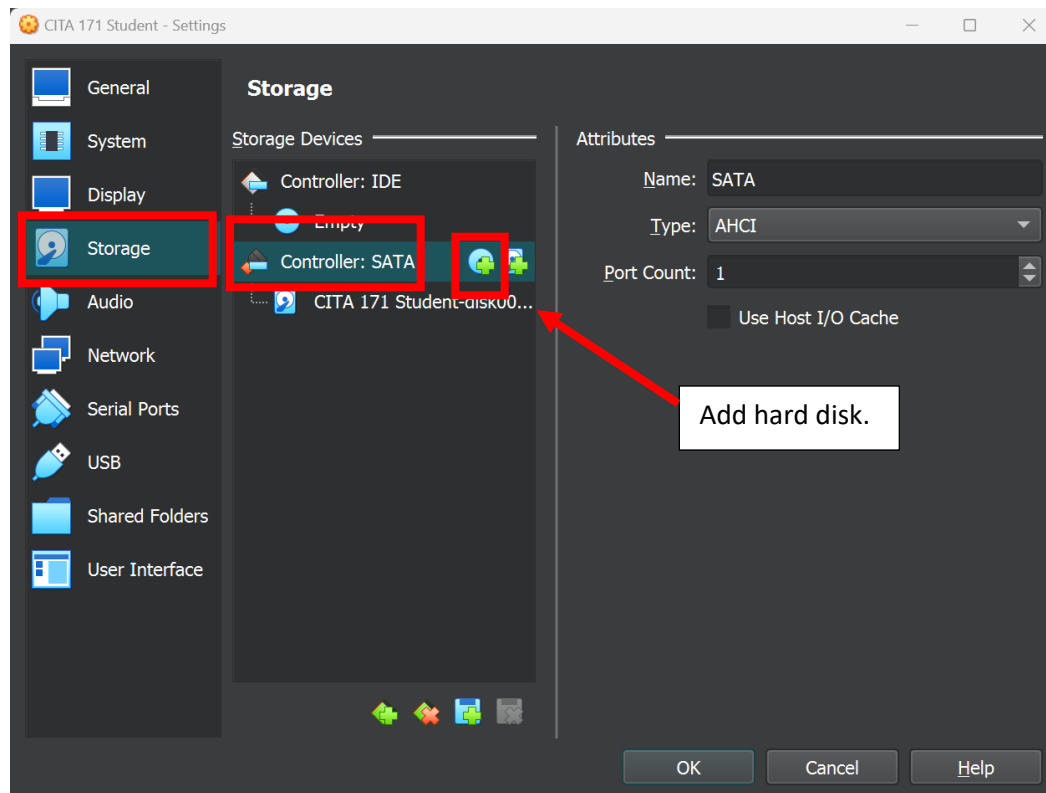 CITA 171 Student - Settings
General
System
Display
Storage
Audio
Network
Serial Ports
USB
Shared Folders
User Interface
Storage
Storage Devices
Controller: IDE
Empty
Controller: SATA
CITA 171 Student-disk00...
Attributes
Name: SATA
Type: AHCI
Port Count: 1
Use Host I/O Cache
Add hard disk.
OK Cancel Help